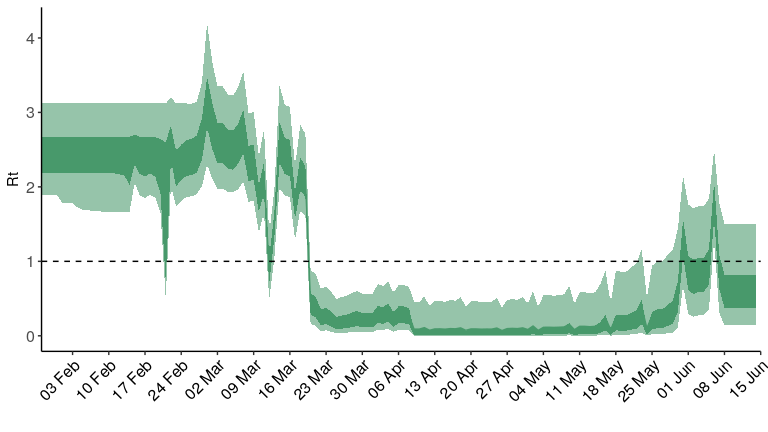 4
3
2
1
0
Rt
03 Feb
10 Feb
17 Feb
24 Feb
02 Mar
09 Mar
16 Mar
23 Mar
30 Mar
06 Apr
13 Apr
20 Apr
27 Apr
04 May
11 May
18 May
25 May
01 Jun
08 Jun
15 Jun